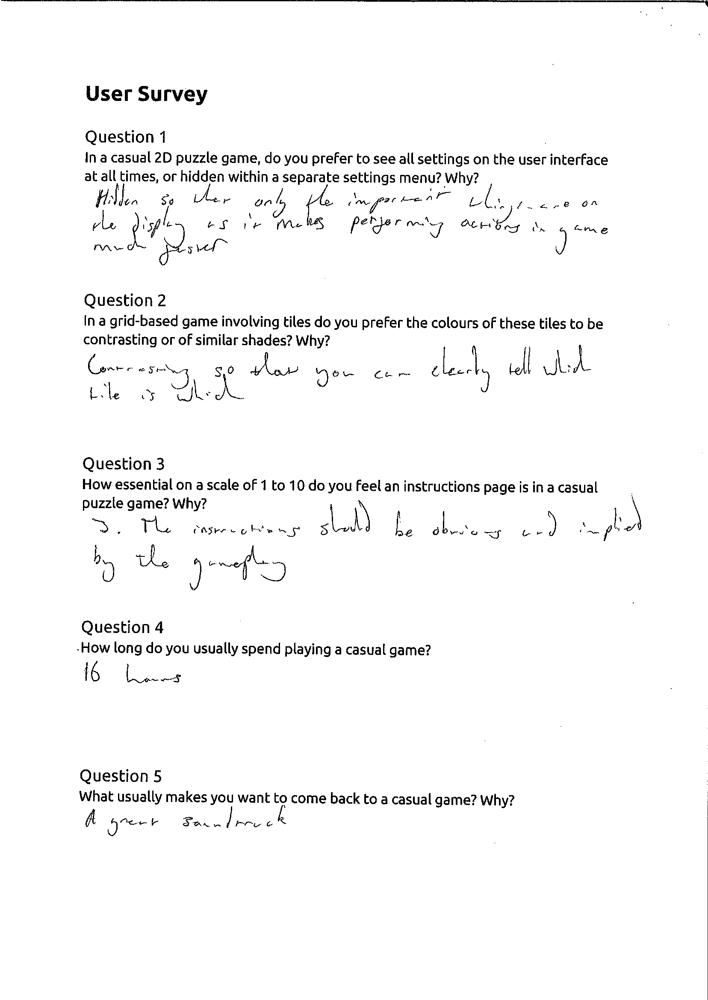 User Survey
Question 1
In a casual 2D puzzle game, do you prefer to see all settings on the user interface
at all times, or hidden within a separate settings menu? Why?
Hidden so that only the important things are on
the display as it makes performing actions in game
much faster
Question 2
In a grid-based game involving tiles do you prefer the colours of these tiles to be
contrasting or of similar shades? Why?
Contrasting so that you can clearly tell which
tile is which
Question 3
How essential on a scale of 1 to 10 do you feel an instructions page is in a casual
puzzle game? Why?
The instructions should be obvious and implied
by the gameplay
Question 4
How long do you usually spend playing a casual game?
16 hours
Question 5
What usually makes you want to come back to a casual game? Why?
A great soundtrack